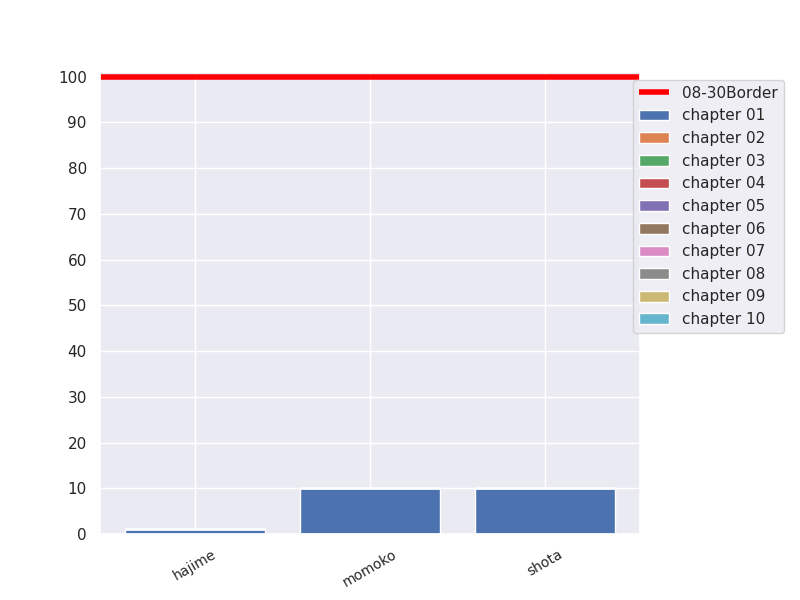 100
90
80
70
60
50
40
30
20
10
0
hajime
momoko
shota
08-30Border
chapter 01
chapter 02
chapter 03
chapter 04
chapter 05
chapter 06
chapter 07
chapter 08
chapter 09
chapter 10